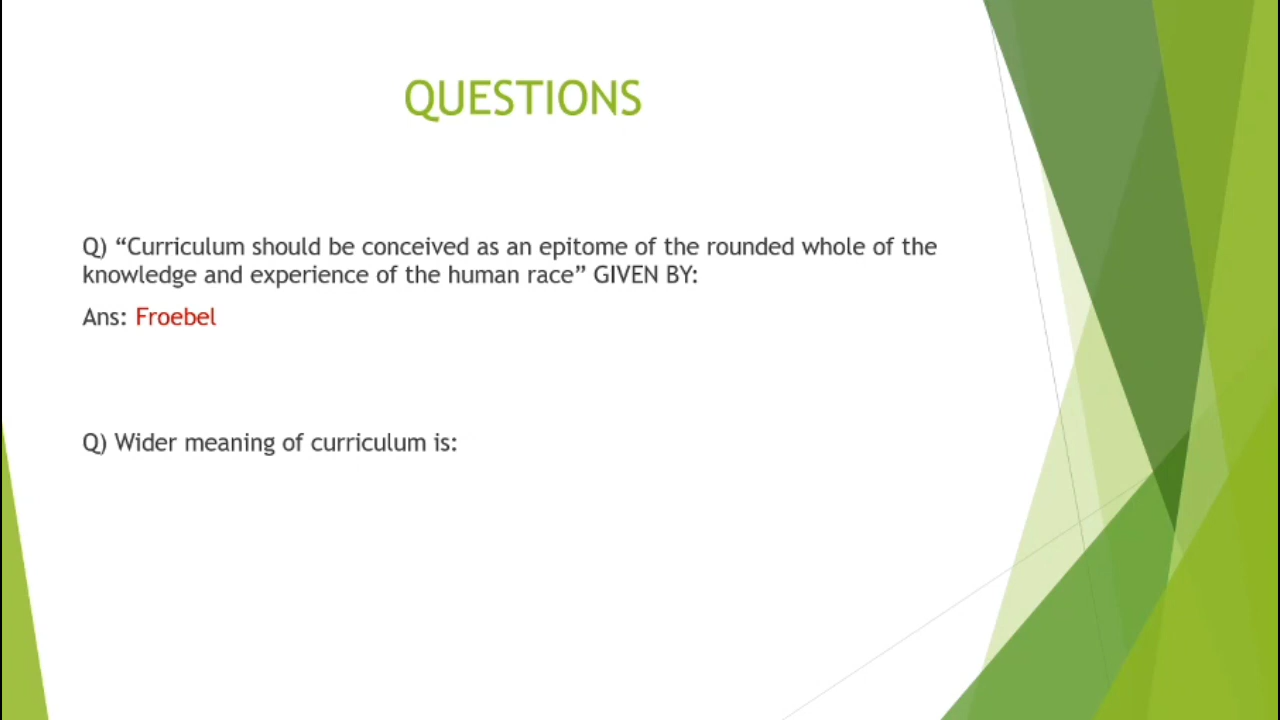 QUESTIONS
Q) “Curriculum should be conceived as an epitome of the rounded whole of the
knowledge and experience of the human race” GIVEN BY:
Ans: Froebel
Q) Wider meaning of curriculum is: